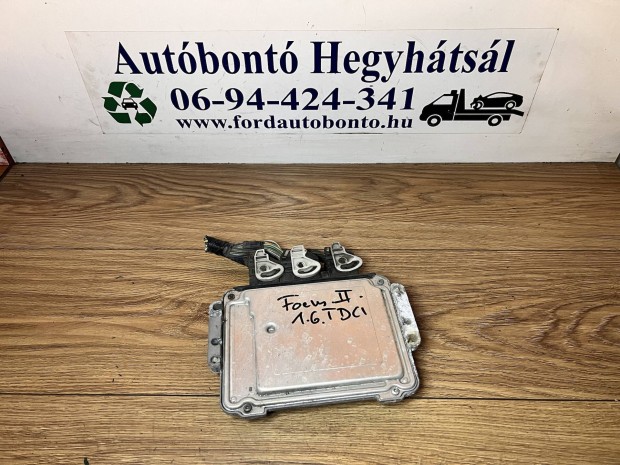 Autóbontó Hegyhátsál
06-94-424-341
www.fordautobonto.hu
Focus II.
1.6.TDCI